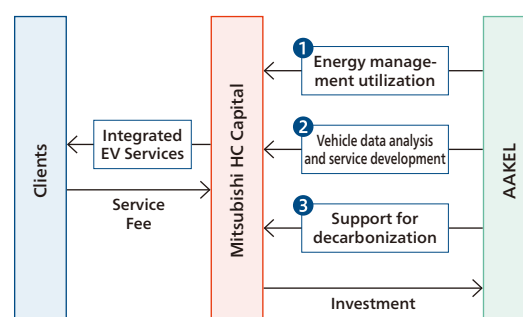 Clients
Integrated
EV Services
Service
Fee
Mitsubishi HC Capital
1
Energy manage-
ment utilization
2
Vehicle data analysis
and service development
3
Support for
decarbonization
Investment
AAKEL